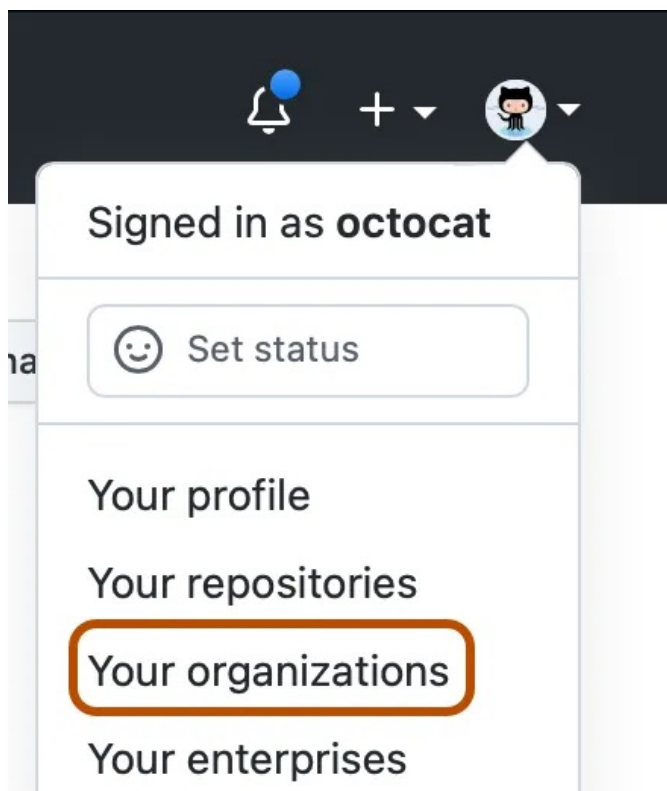 Signed in as octocat
Set status
Your profile
Your repositories
Your organizations
Your enterprises